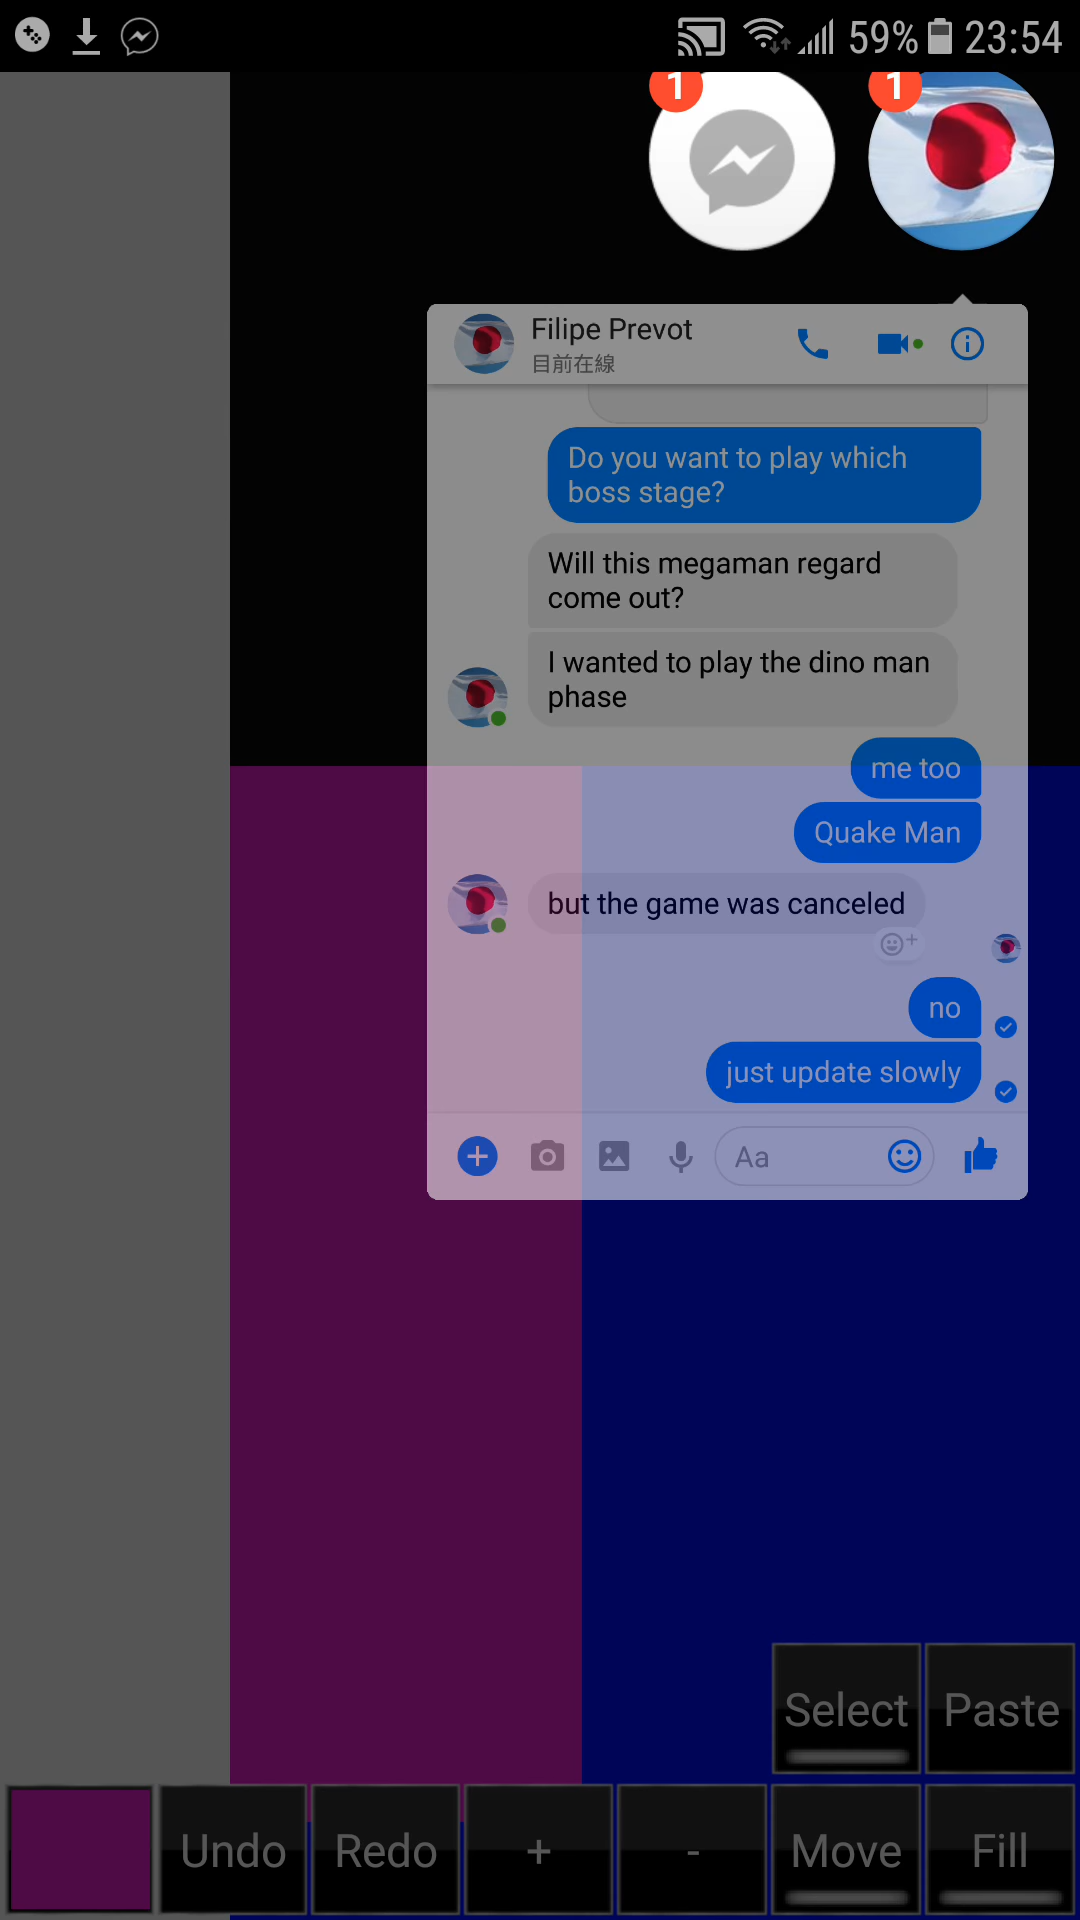 59% 23:54
1 1
Filipe Prevot
目前在線
Do you want to play which
boss stage?
Will this megaman regard
come out?
I wanted to play the dino man
phase
me too
Quake Man
but the game was canceled
no
just update slowly
Aa
Select Paste
Undo Redo + - Move Fill